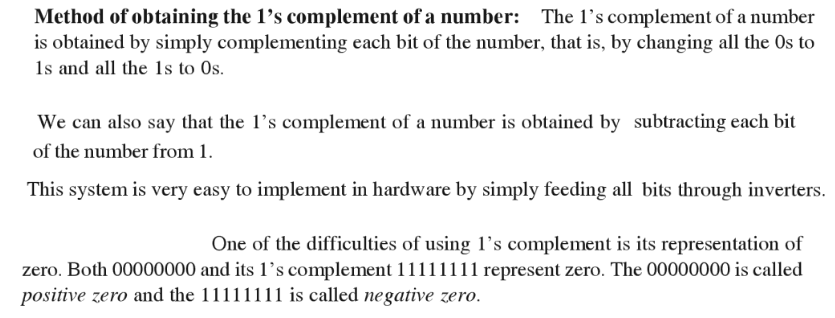 Method of obtaining the 1’s complement of a number: The 1’s complement of a number
is obtained by simply complementing each bit of the number, that is, by changing all the 0s to
1s and all the 1s to 0s.
We can also say that the 1’s complement of a number is obtained by subtracting each bit
of the number from 1.
This system is very easy to implement in hardware by simply feeding all bits through inverters.
One of the difficulties of using 1’s complement is its representation of
zero. Both 00000000 and its 1’s complement 11111111 represent zero. The 00000000 is called
positive zero and the 11111111 is called negative zero.